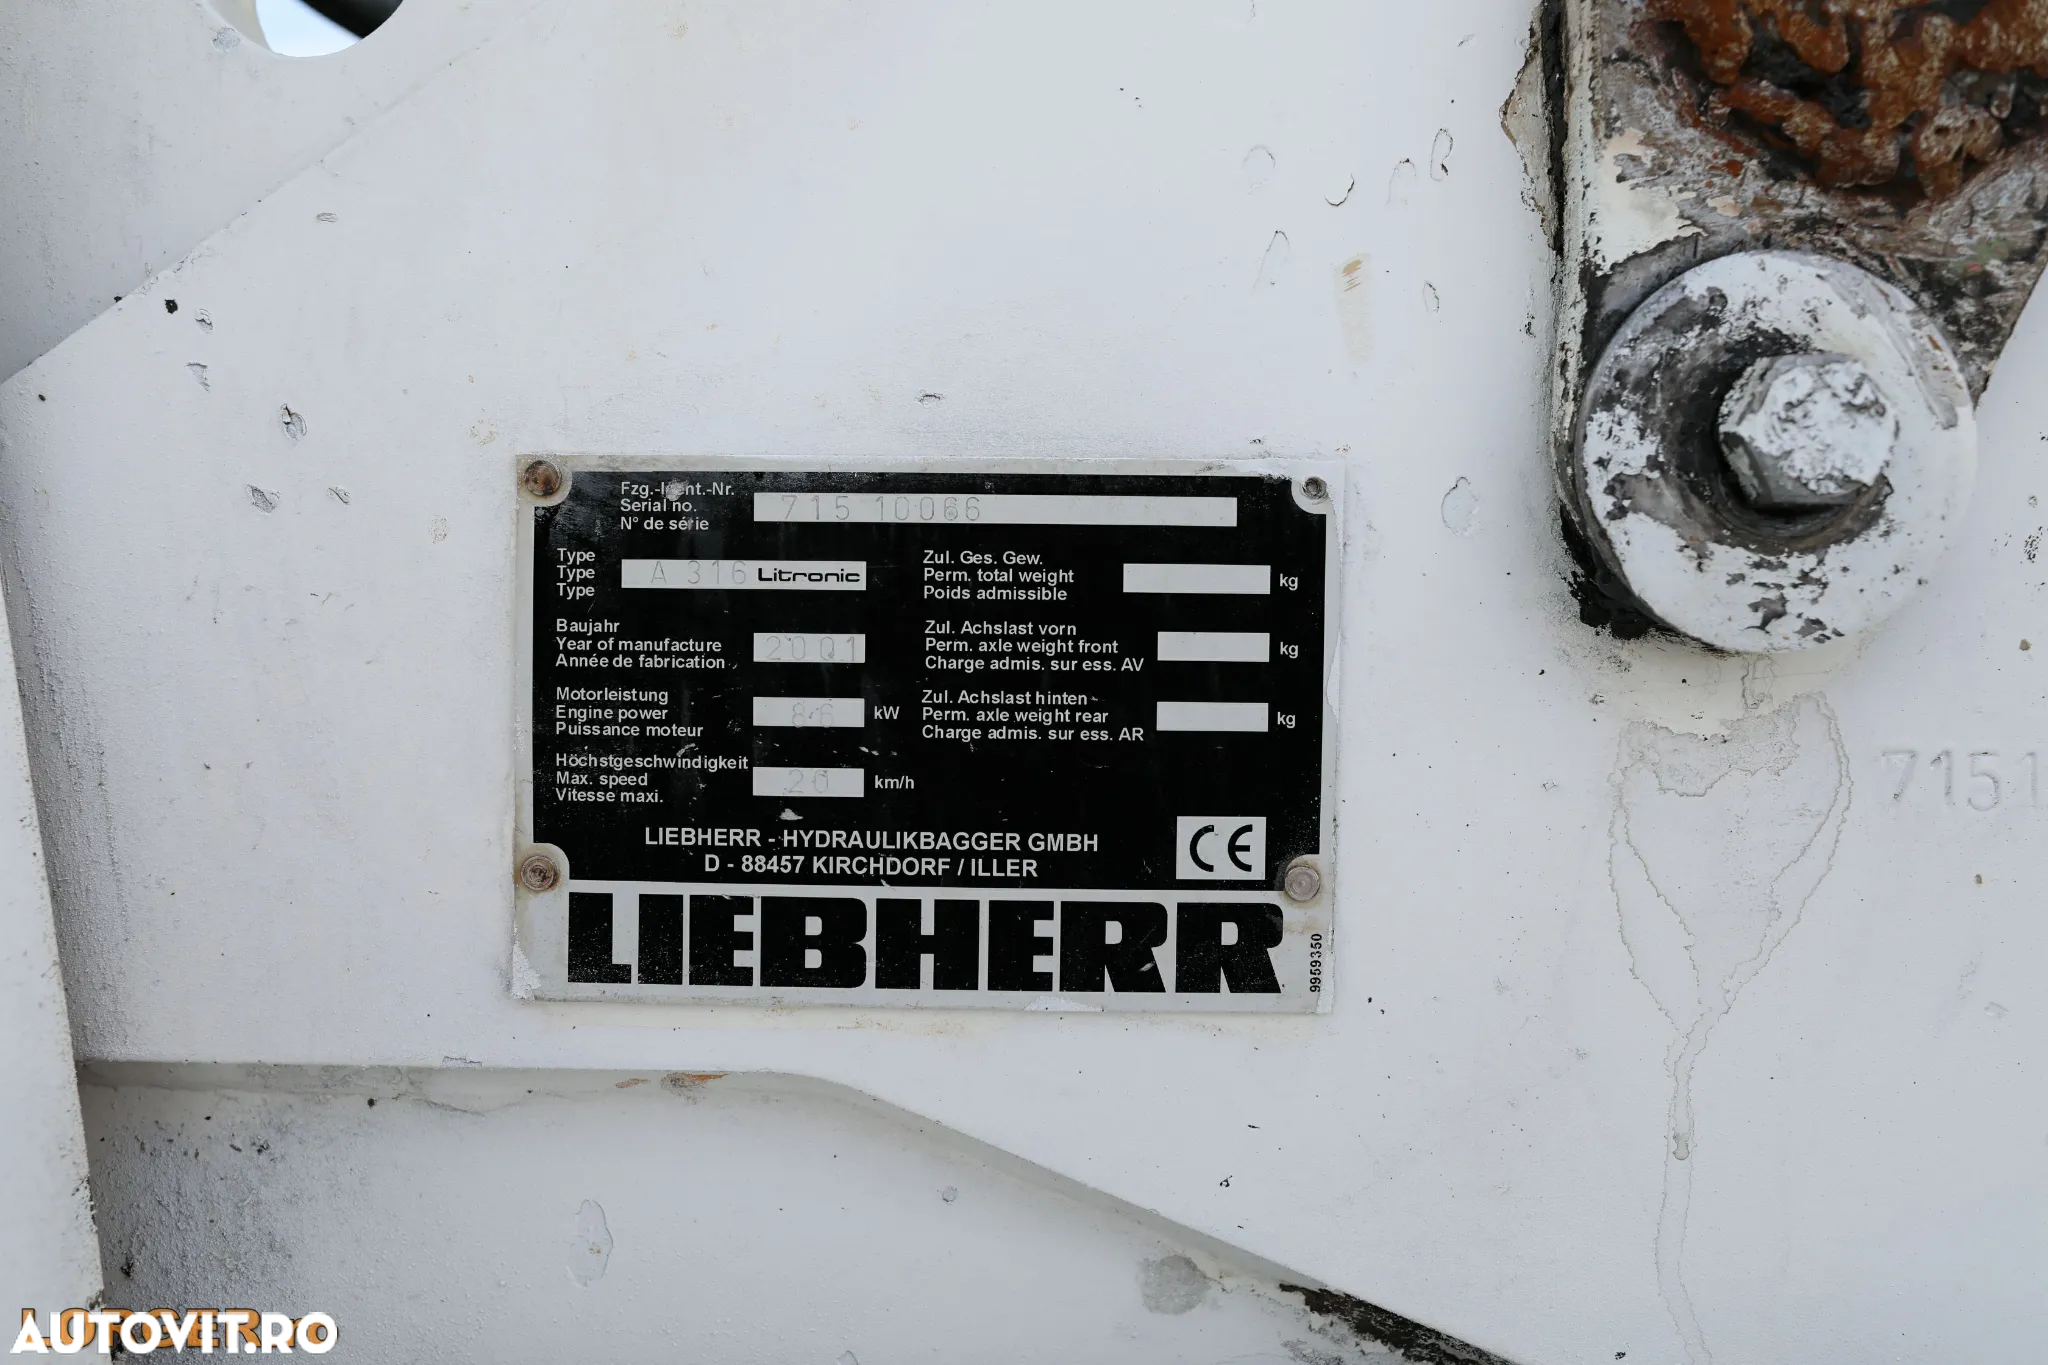 Fzg.-Ident.-Nr.
Serial no.
N° de série
715 10066
Type
Type
Type
A 316 Litronic
Baujahr
Year of manufacture
Année de fabrication
2001
Motorleistung
Engine power
Puissance moteur
86 kW
Höchstgeschwindigkeit
Max. speed
Vitesse maxi.
20 km/h
Zul. Ges. Gew.
Perm. total weight
Poids admissible
kg
Zul. Achslast vorn
Perm. axle weight front
Charge admis. sur ess. AV
kg
Zul. Achslast hinten
Perm. axle weight rear
Charge admis. sur ess. AR
kg
LIEBHERR - HYDRAULIKBAGGER GMBH
D - 88457 KIRCHDORF / ILLER
CE
LIEBHERR
9959350
7151
AUTOVIT.RO